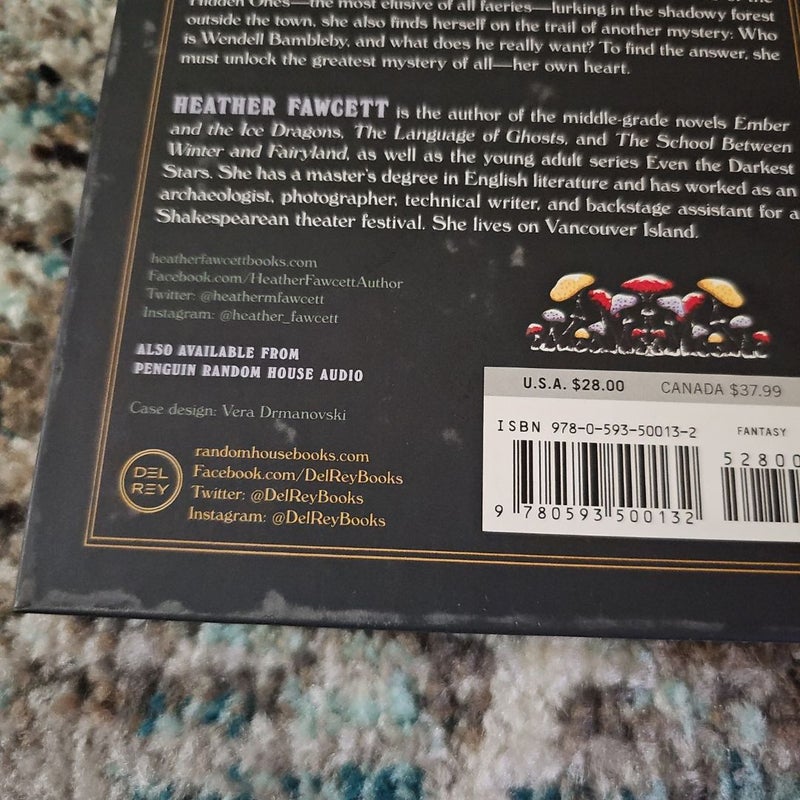 Hidden Ones—the most elusive of all faeries—lurking in the shadowy forest
outside the town, she also finds herself on the trail of another mystery: Who
is Wendell Bambleby, and what does he really want? To find the answer, she
must unlock the greatest mystery of all—her own heart.
HEATHER FAWCETT is the author of the middle-grade novels Ember
and the Ice Dragons, The Language of Ghosts, and The School Between
Winter and Fairyland, as well as the young adult series Even the Darkest
Stars. She has a master's degree in English literature and has worked as an
archaeologist, photographer, technical writer, and backstage assistant for a
Shakespearean theater festival. She lives on Vancouver Island.
heatherfawcettbooks.com
Facebook.com/HeatherFawcettAuthor
Twitter: @heathermfawcett
Instagram: @heather_fawcett
ALSO AVAILABLE FROM
PENGUIN RANDOM HOUSE AUDIO
Case design: Vera Drmanovski
DEL REY
randomhousebooks.com
Facebook.com/DelReyBooks
Twitter: @DelReyBooks
Instagram: @DelReyBooks
U.S.A. $28.00 CANADA $37.99
ISBN 978-0-593-50013-2 FANTASY
52800
9 780593 500132